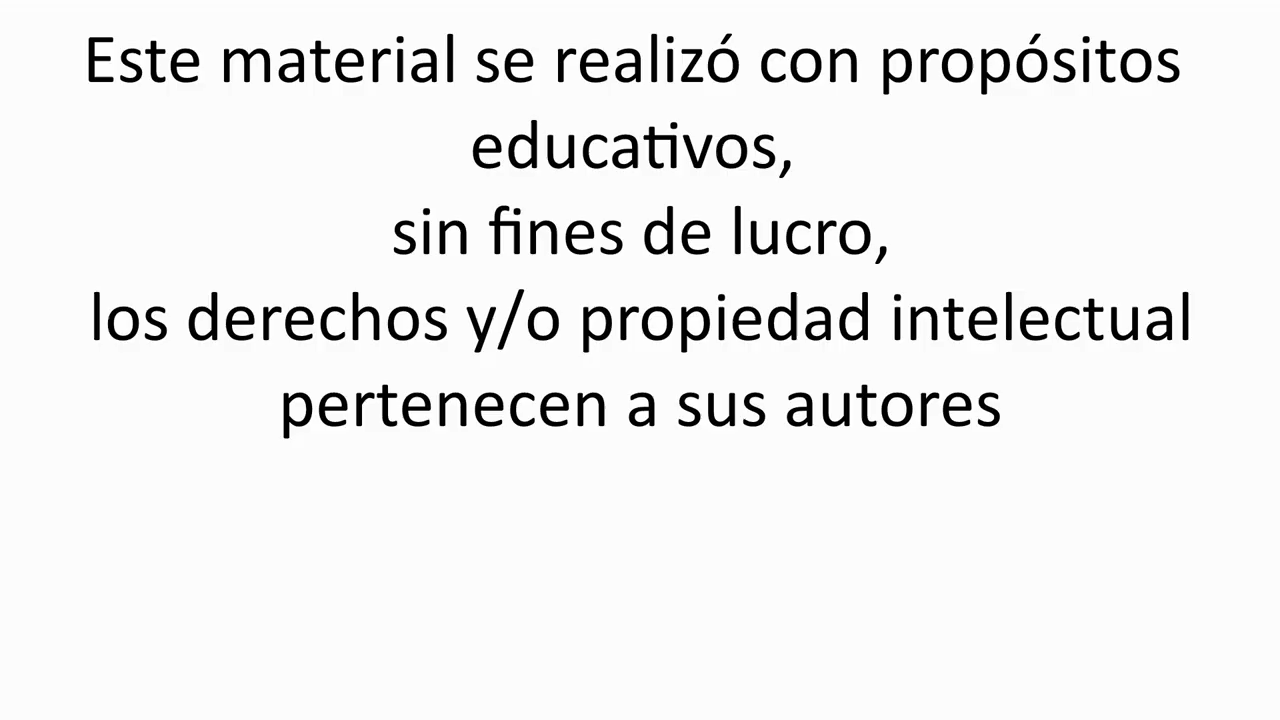 Este material se realizó con propósitos
educativos,
sin fines de lucro,
los derechos y/o propiedad intelectual
pertenecen a sus autores